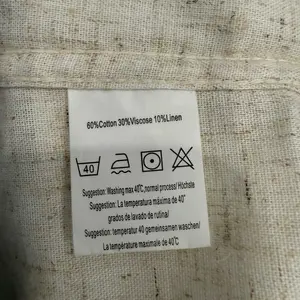 60%Cotton 30%Viscose 10%Linen
40
Suggestion: Washing max.40℃,normal process/ Höchste
Suggestion: La temperatura máxima de 40°
grados de lavado de rutina/
Suggestion: temperatur 40 gemeinsamen waschen/
La température maximale de 40℃